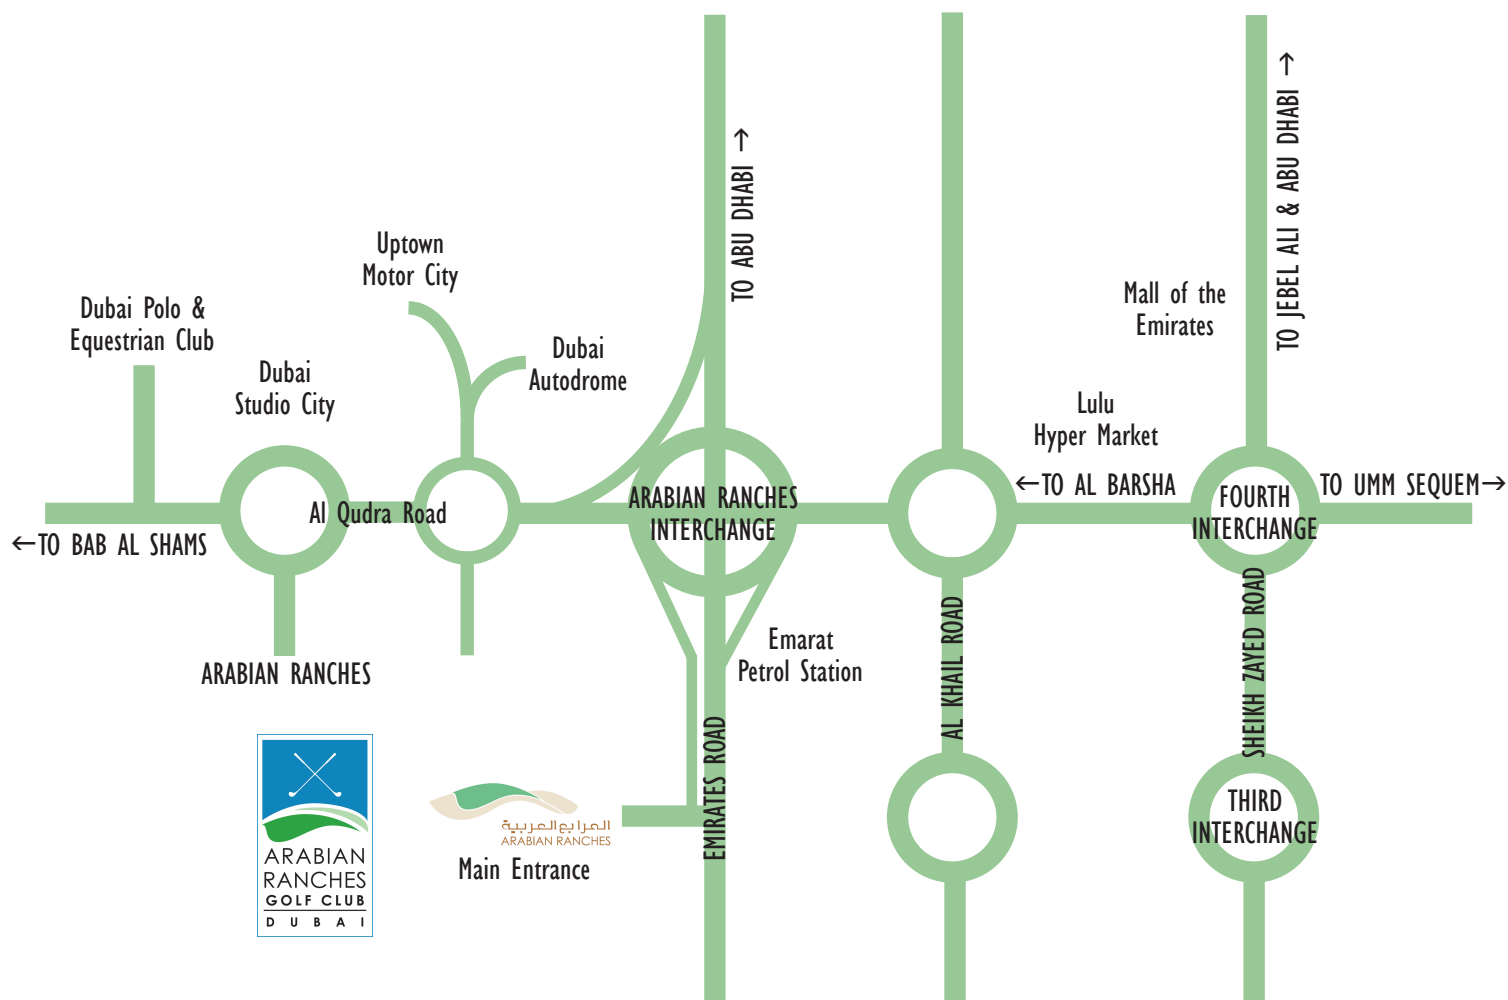 TO JEBEL ALI & ABU DHABI →
TO ABU DHABI →
Uptown
Motor City
Dubai Polo &
Equestrian Club
Mall of the
Emirates
Dubai
Autodrome
Dubai
Studio City
Lulu
Hyper Market
←TO AL BARSHA
TO UMM SEQUEM→
ARABIAN RANCHES
INTERCHANGE
FOURTH
INTERCHANGE
Al Qudra Road
←TO BAB AL SHAMS
ARABIAN RANCHES
Emarat
Petrol Station
AL KHAIL ROAD
SHEIKH ZAYED ROAD
EMIRATES ROAD
THIRD
INTERCHANGE
المرابع العربية
ARABIAN RANCHES
Main Entrance
ARABIAN
RANCHES
GOLF CLUB
DUBAI